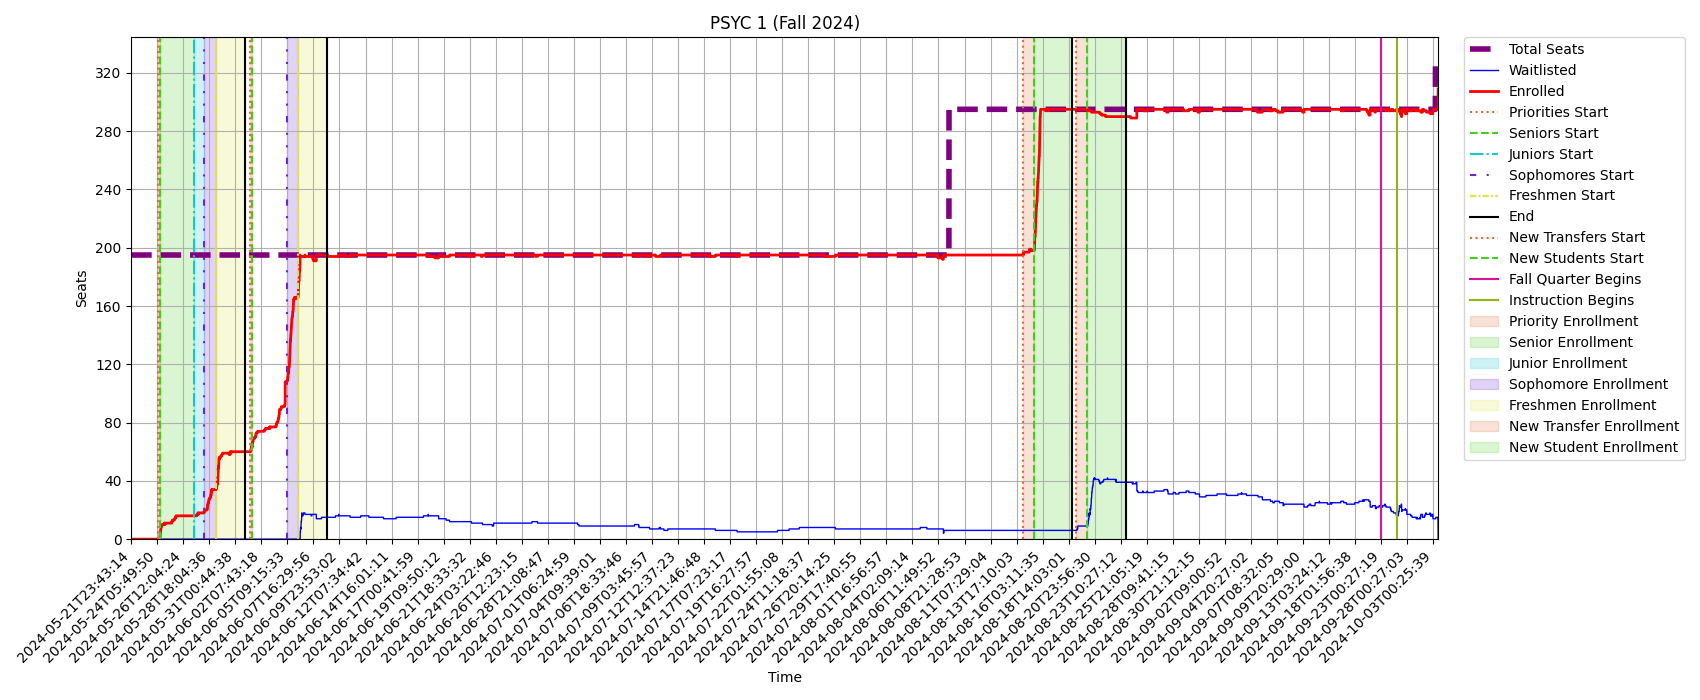 PSYC 1 (Fall 2024)
Seats
320
280
240
200
160
120
80
40
0
2024-05-21T23:43:14
2024-05-24T05:49:50
2024-05-26T12:04:24
2024-05-28T18:04:36
2024-05-31T00:44:38
2024-06-02T07:43:18
2024-06-05T09:15:33
2024-06-07T16:29:56
2024-06-09T23:53:02
2024-06-12T07:34:42
2024-06-14T16:01:11
2024-06-17T00:41:59
2024-06-19T09:50:12
2024-06-21T18:33:32
2024-06-24T03:22:46
2024-06-26T12:23:15
2024-06-28T21:08:47
2024-07-01T06:24:59
2024-07-04T09:39:01
2024-07-06T18:33:46
2024-07-09T03:45:57
2024-07-12T12:37:23
2024-07-14T21:46:48
2024-07-17T07:23:17
2024-07-19T16:27:57
2024-07-22T01:55:08
2024-07-24T11:18:37
2024-07-26T20:14:25
2024-07-29T17:40:55
2024-08-01T16:56:57
2024-08-04T02:09:14
2024-08-06T11:49:52
2024-08-08T21:28:53
2024-08-11T07:29:04
2024-08-13T17:10:03
2024-08-16T03:11:35
2024-08-18T14:03:01
2024-08-20T23:56:30
2024-08-23T10:27:12
2024-08-25T21:05:19
2024-08-28T09:41:15
2024-08-30T21:12:15
2024-09-02T09:00:52
2024-09-04T20:27:02
2024-09-07T08:32:05
2024-09-09T20:29:00
2024-09-13T03:24:12
2024-09-18T01:56:38
2024-09-23T00:27:19
2024-09-28T00:27:03
2024-10-03T00:25:39
Time
Total Seats
Waitlisted
Enrolled
Priorities Start
Seniors Start
Juniors Start
Sophomores Start
Freshmen Start
End
New Transfers Start
New Students Start
Fall Quarter Begins
Instruction Begins
Priority Enrollment
Senior Enrollment
Junior Enrollment
Sophomore Enrollment
Freshmen Enrollment
New Transfer Enrollment
New Student Enrollment